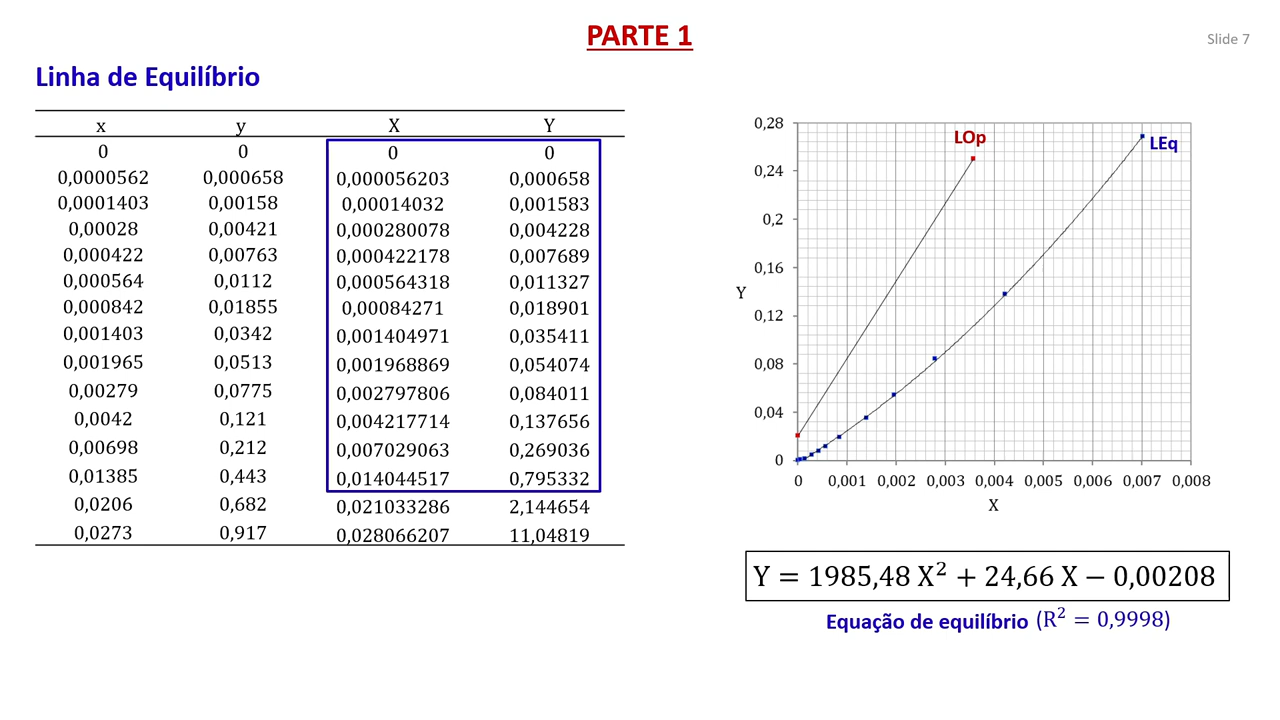 PARTE 1
Slide 7
Linha de Equilíbrio
x y X Y
0 0 0 0
0,0000562 0,000658 0,000056203 0,000658
0,0001403 0,00158 0,00014032 0,001583
0,00028 0,00421 0,000280078 0,004228
0,000422 0,00763 0,000422178 0,007689
0,000564 0,0112 0,000564318 0,011327
0,000842 0,01855 0,00084271 0,018901
0,001403 0,0342 0,001404971 0,035411
0,001965 0,0513 0,001968869 0,054074
0,00279 0,0775 0,002797806 0,084011
0,0042 0,121 0,004217714 0,137656
0,00698 0,212 0,007029063 0,269036
0,01385 0,443 0,014044517 0,795332
0,0206 0,682 0,021033286 2,144654
0,0273 0,917 0,028066207 11,04819
0,28
LOp
LEq
0,24
0,2
0,16
Y
0,12
0,08
0,04
0
0 0,001 0,002 0,003 0,004 0,005 0,006 0,007 0,008
X
Y = 1985,48 X² + 24,66 X − 0,00208
Equação de equilíbrio (R² = 0,9998)